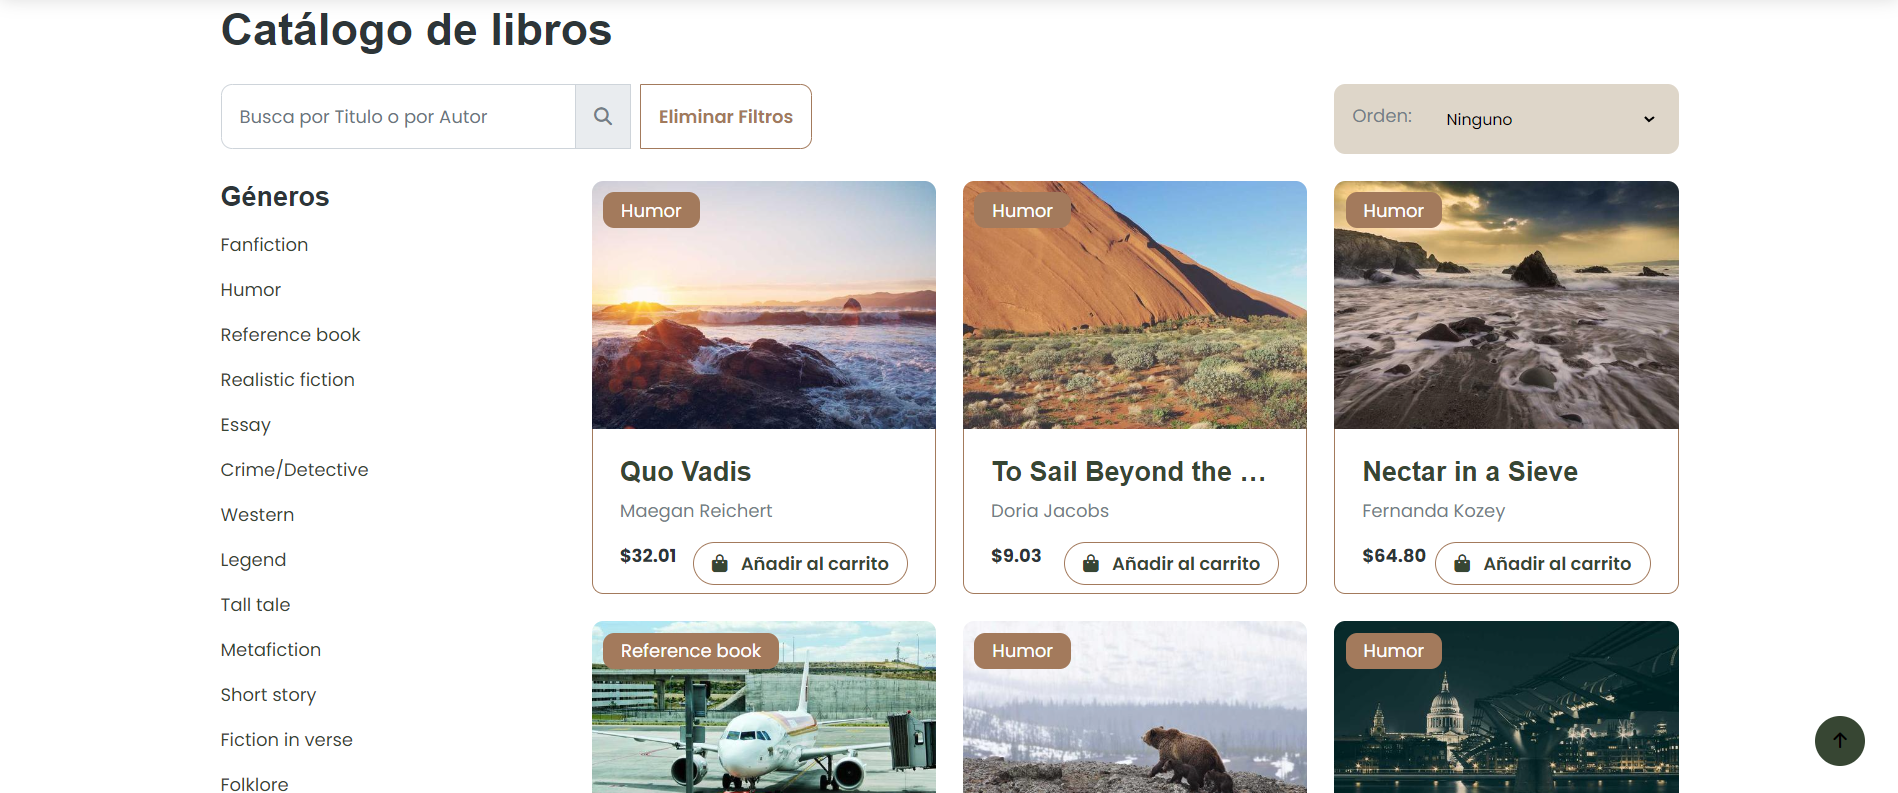 Catálogo de libros
Busca por Titulo o por Autor
Eliminar Filtros
Orden: Ninguno
Géneros
Fanfiction
Humor
Reference book
Realistic fiction
Essay
Crime/Detective
Western
Legend
Tall tale
Metafiction
Short story
Fiction in verse
Folklore
Humor
Quo Vadis
Maegan Reichert
$32.01 Añadir al carrito
Humor
To Sail Beyond the ...
Doria Jacobs
$9.03 Añadir al carrito
Humor
Nectar in a Sieve
Fernanda Kozey
$64.80 Añadir al carrito
Reference book
Humor
Humor